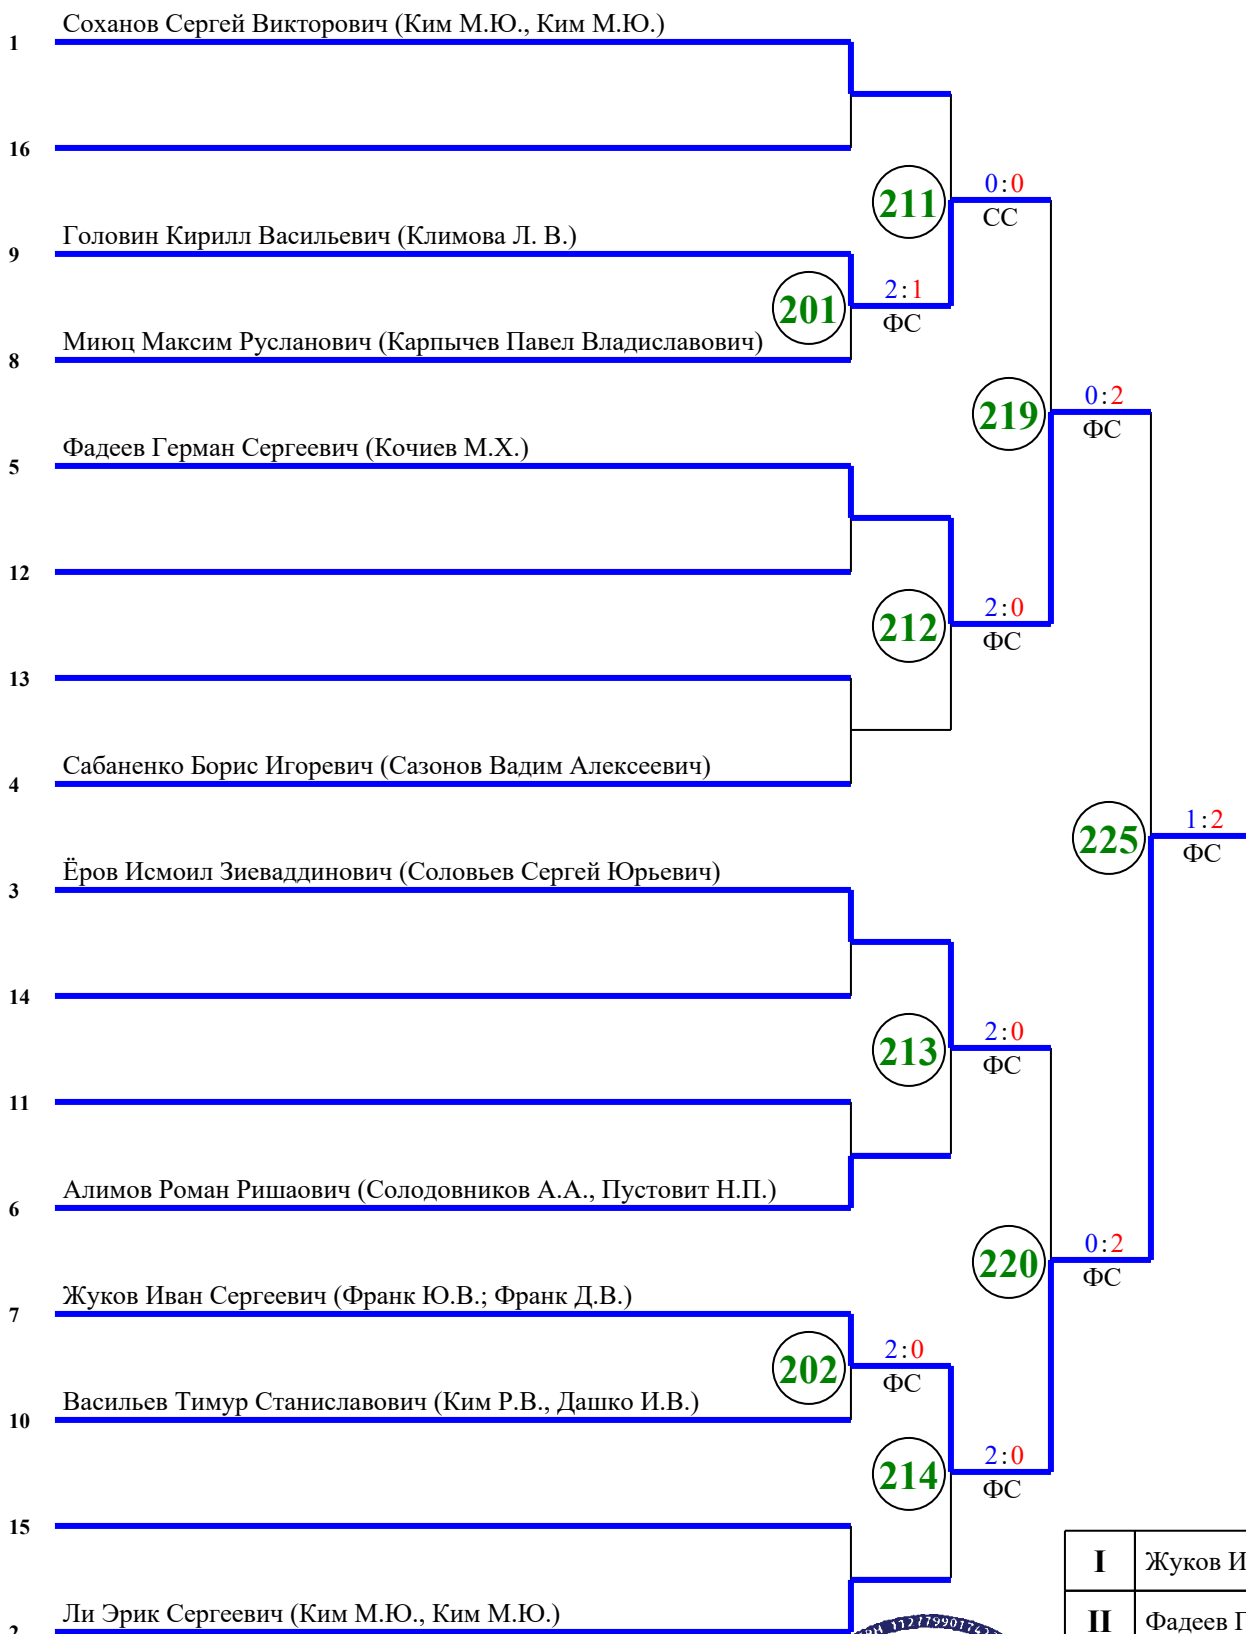 Соханов Сергей Викторович (Ким М.Ю., Ким М.Ю.)
1
16
211
0:0
СС
Головин Кирилл Васильевич (Климова Л. В.)
9
201
2:1
ФС
Миюц Максим Русланович (Карпычев Павел Владиславович)
8
219
0:2
ФС
Фадеев Герман Сергеевич (Кочиев М.Х.)
5
12
212
2:0
ФС
13
Сабаненко Борис Игоревич (Сазонов Вадим Алексеевич)
4
225
1:2
ФС
Ёров Исмоил Зиеваддинович (Соловьев Сергей Юрьевич)
3
14
213
2:0
ФС
11
Алимов Роман Ришаович (Солодовников А.А., Пустовит Н.П.)
6
220
0:2
ФС
Жуков Иван Сергеевич (Франк Ю.В.; Франк Д.В.)
7
202
2:0
ФС
Васильев Тимур Станиславович (Ким Р.В., Дашко И.В.)
10
214
2:0
ФС
15
I Жуков И
Ли Эрик Сергеевич (Ким М.Ю., Ким М.Ю.)
2
II Фадеев Г